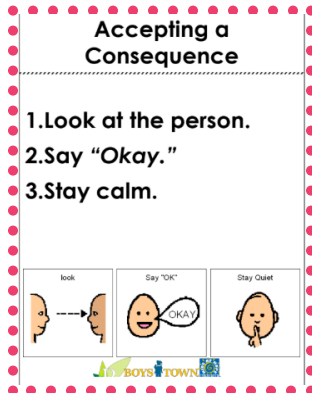 Accepting a
Consequence
1.Look at the person.
2.Say “Okay.”
3.Stay calm.
look
Say "OK"
Stay Quiet
OKAY
BOYS TOWN